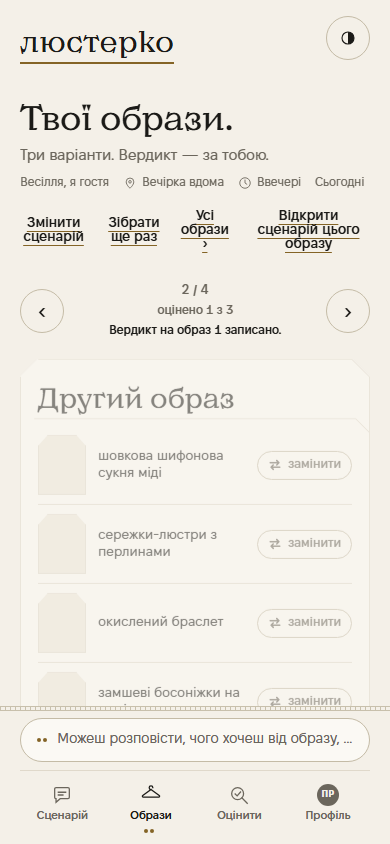 люстерко
Твої образи.
Три варіанти. Вердикт — за тобою.
Весілля, я гостя Вечірка вдома Ввечері Сьогодні
Змінити
сценарій
Зібрати
ще раз
Усі
образи
›
Відкрити
сценарій цього
образу
‹
2 / 4
оцінено 1 з 3
Вердикт на образ 1 записано.
›
Другий образ
шовкова шифонова
сукня міді
замінити
сережки-люстри з
перлинами
замінити
окислений браслет
замінити
замшеві босоніжки на
замінити
Можеш розповісти, чого хочеш від образу, ...
Сценарій
Образи
Оцінити
ПР
Профіль